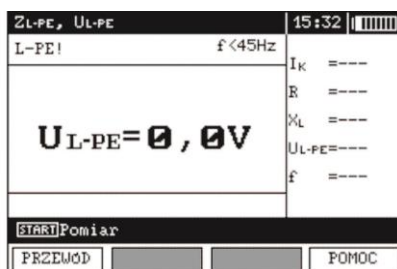 ZL-PE, UL-PE 15:32
L-PE! f<45Hz
IK =---
R =---
XL =---
UL-PE=---
f =---
UL-PE=0,0V
START Pomiar
PRZEWÓD POMOC